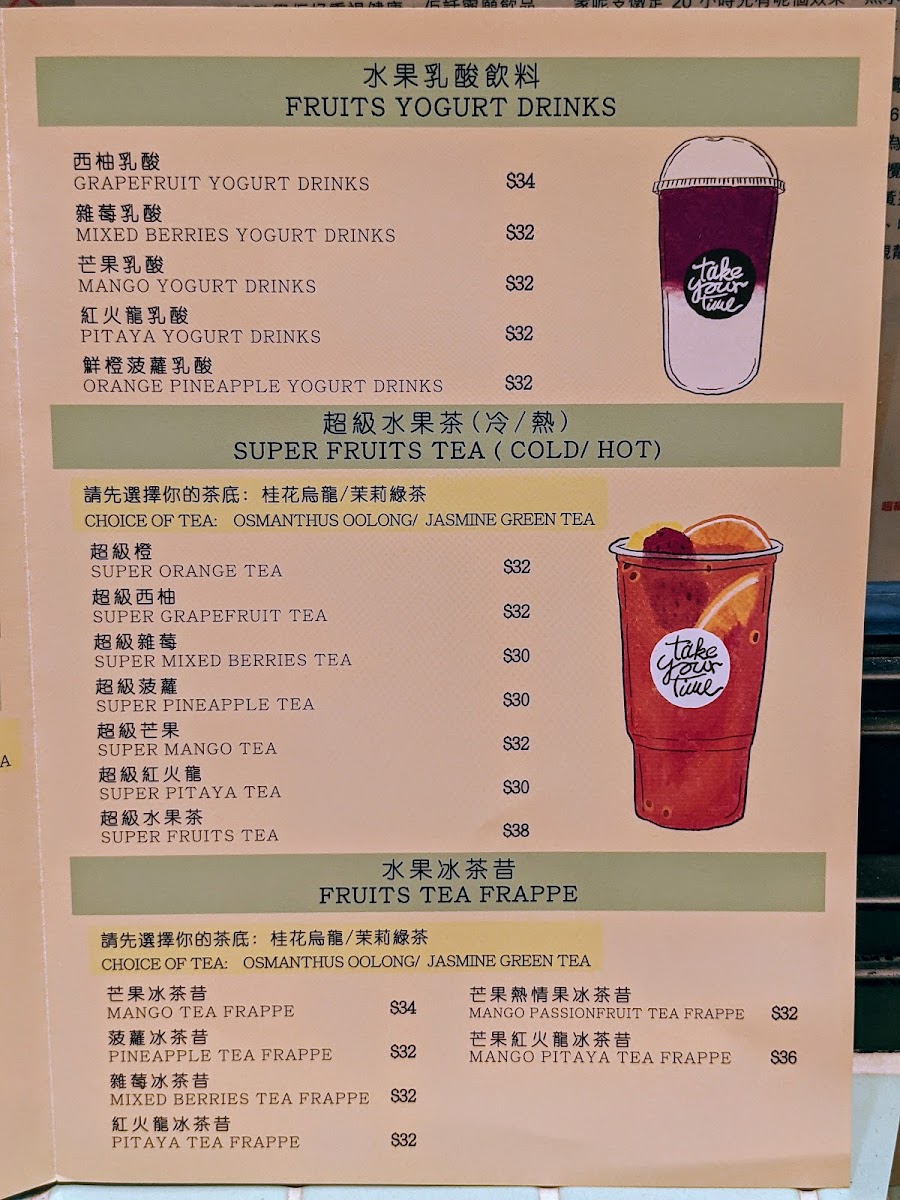 水果乳酸飲料
FRUITS YOGURT DRINKS
西柚乳酸
GRAPEFRUIT YOGURT DRINKS $34
雜莓乳酸
MIXED BERRIES YOGURT DRINKS $32
芒果乳酸
MANGO YOGURT DRINKS $32
紅火龍乳酸
PITAYA YOGURT DRINKS $32
鮮橙菠蘿乳酸
ORANGE PINEAPPLE YOGURT DRINKS $32
take
your
Time
超級水果茶(冷/熱)
SUPER FRUITS TEA ( COLD/ HOT)
請先選擇你的茶底: 桂花烏龍/茉莉綠茶
CHOICE OF TEA: OSMANTHUS OOLONG/ JASMINE GREEN TEA
超級橙
SUPER ORANGE TEA $32
超級西柚
SUPER GRAPEFRUIT TEA $32
超級雜莓
SUPER MIXED BERRIES TEA $30
超級菠蘿
SUPER PINEAPPLE TEA $30
超級芒果
SUPER MANGO TEA $32
超級紅火龍
SUPER PITAYA TEA $30
超級水果茶
SUPER FRUITS TEA $38
take
your
Time
水果冰茶昔
FRUITS TEA FRAPPE
請先選擇你的茶底: 桂花烏龍/茉莉綠茶
CHOICE OF TEA: OSMANTHUS OOLONG/ JASMINE GREEN TEA
芒果冰茶昔
MANGO TEA FRAPPE $34
菠蘿冰茶昔
PINEAPPLE TEA FRAPPE $32
雜莓冰茶昔
MIXED BERRIES TEA FRAPPE $32
紅火龍冰茶昔
PITAYA TEA FRAPPE $32
芒果熱情果冰茶昔
MANGO PASSIONFRUIT TEA FRAPPE $32
芒果紅火龍冰茶昔
MANGO PITAYA TEA FRAPPE $36